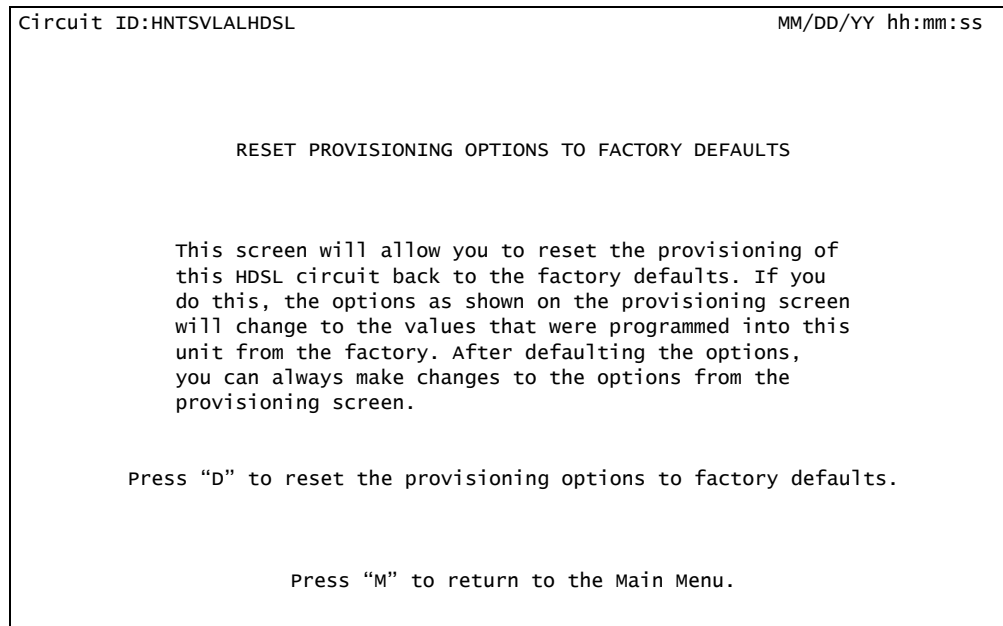 Circuit ID:HNTSVLALHDSL MM/DD/YY hh:mm:ss
RESET PROVISIONING OPTIONS TO FACTORY DEFAULTS
This screen will allow you to reset the provisioning of
this HDSL circuit back to the factory defaults. If you
do this, the options as shown on the provisioning screen
will change to the values that were programmed into this
unit from the factory. After defaulting the options,
you can always make changes to the options from the
provisioning screen.
Press “D” to reset the provisioning options to factory defaults.
Press “M” to return to the Main Menu.